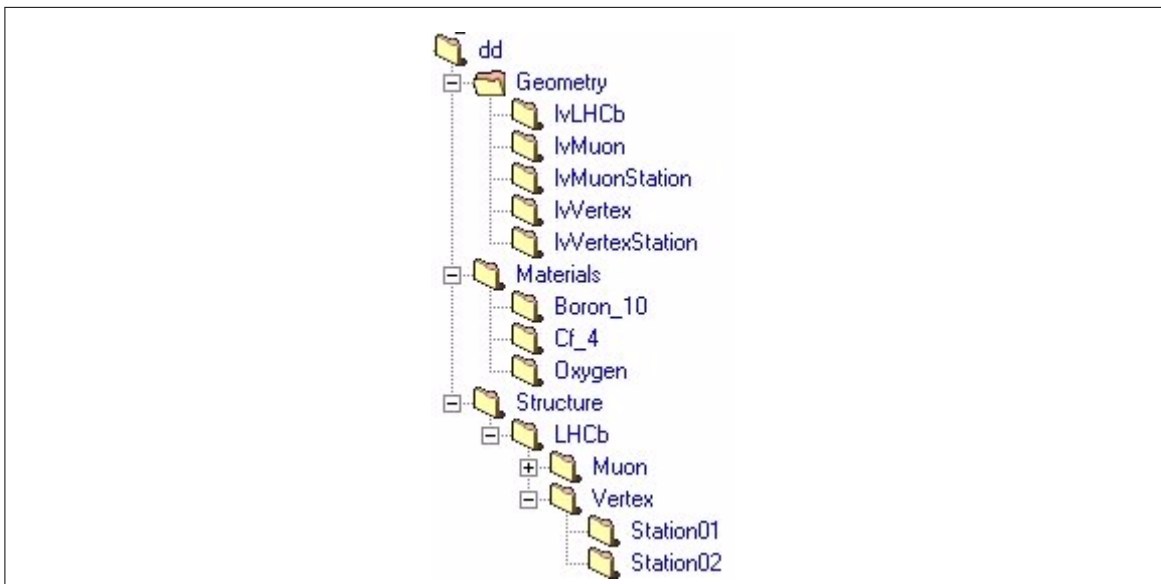 dd
Geometry
lvLHCb
lvMuon
lvMuonStation
lvVertex
lvVertexStation
Materials
Boron_10
Cf_4
Oxygen
Structure
LHCb
Muon
Vertex
Station01
Station02